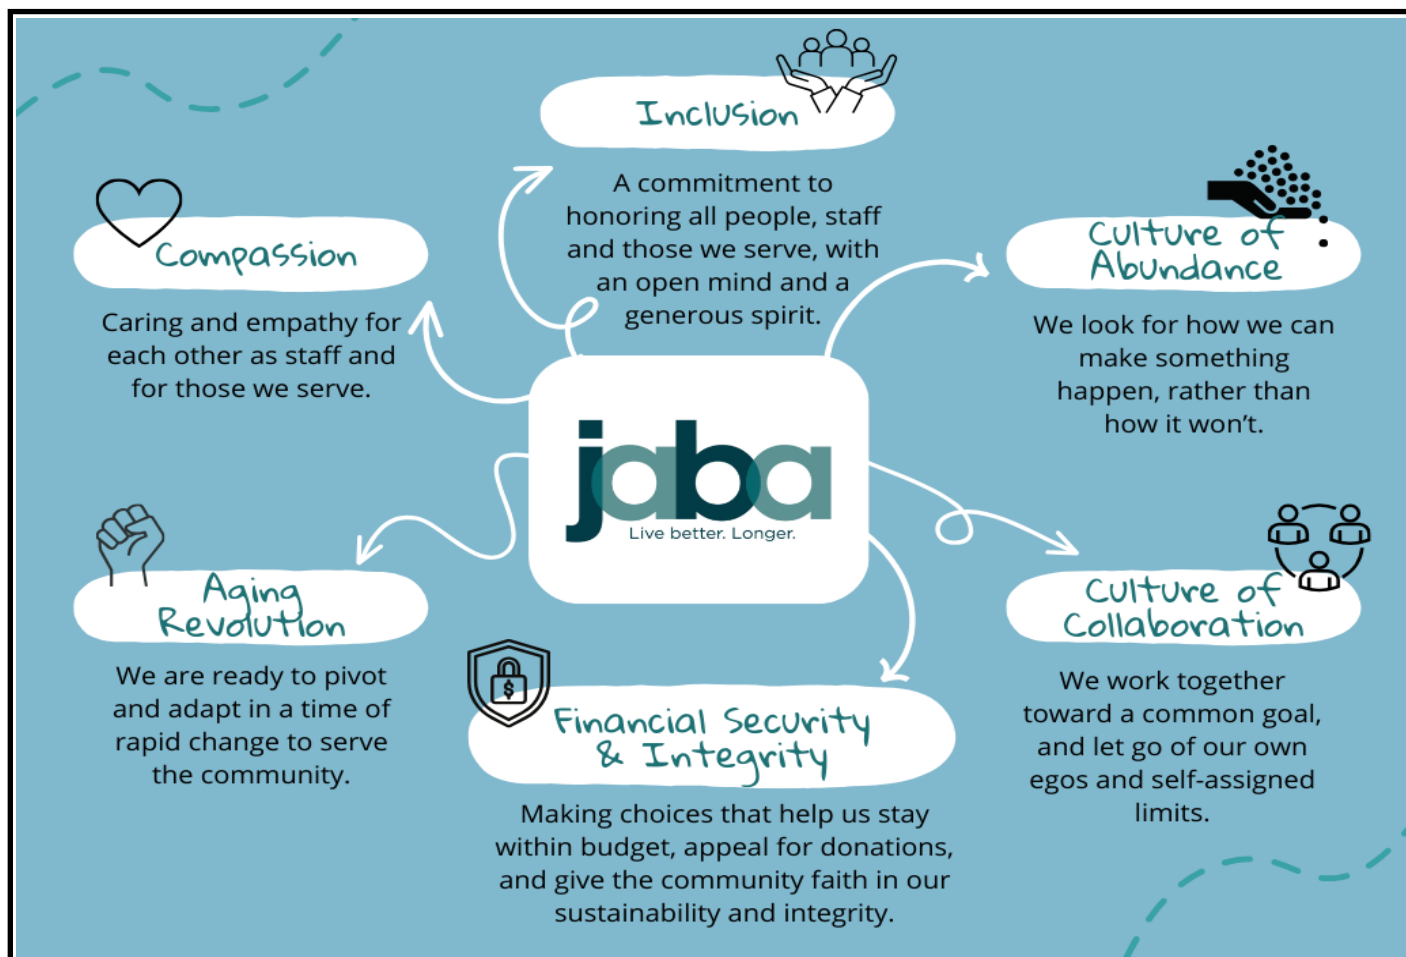 Inclusion
A commitment to
honoring all people, staff
and those we serve, with
an open mind and a
generous spirit.
Compassion
Caring and empathy for
each other as staff and
for those we serve.
Culture of
Abundance
We look for how we can
make something
happen, rather than
how it won't.
jaba
Live better. Longer.
Aging
Revolution
We are ready to pivot
and adapt in a time of
rapid change to serve
the community.
$
Financial Security
& Integrity
Making choices that help us stay
within budget, appeal for donations,
and give the community faith in our
sustainability and integrity.
Culture of
Collaboration
We work together
toward a common goal,
and let go of our own
egos and self-assigned
limits.